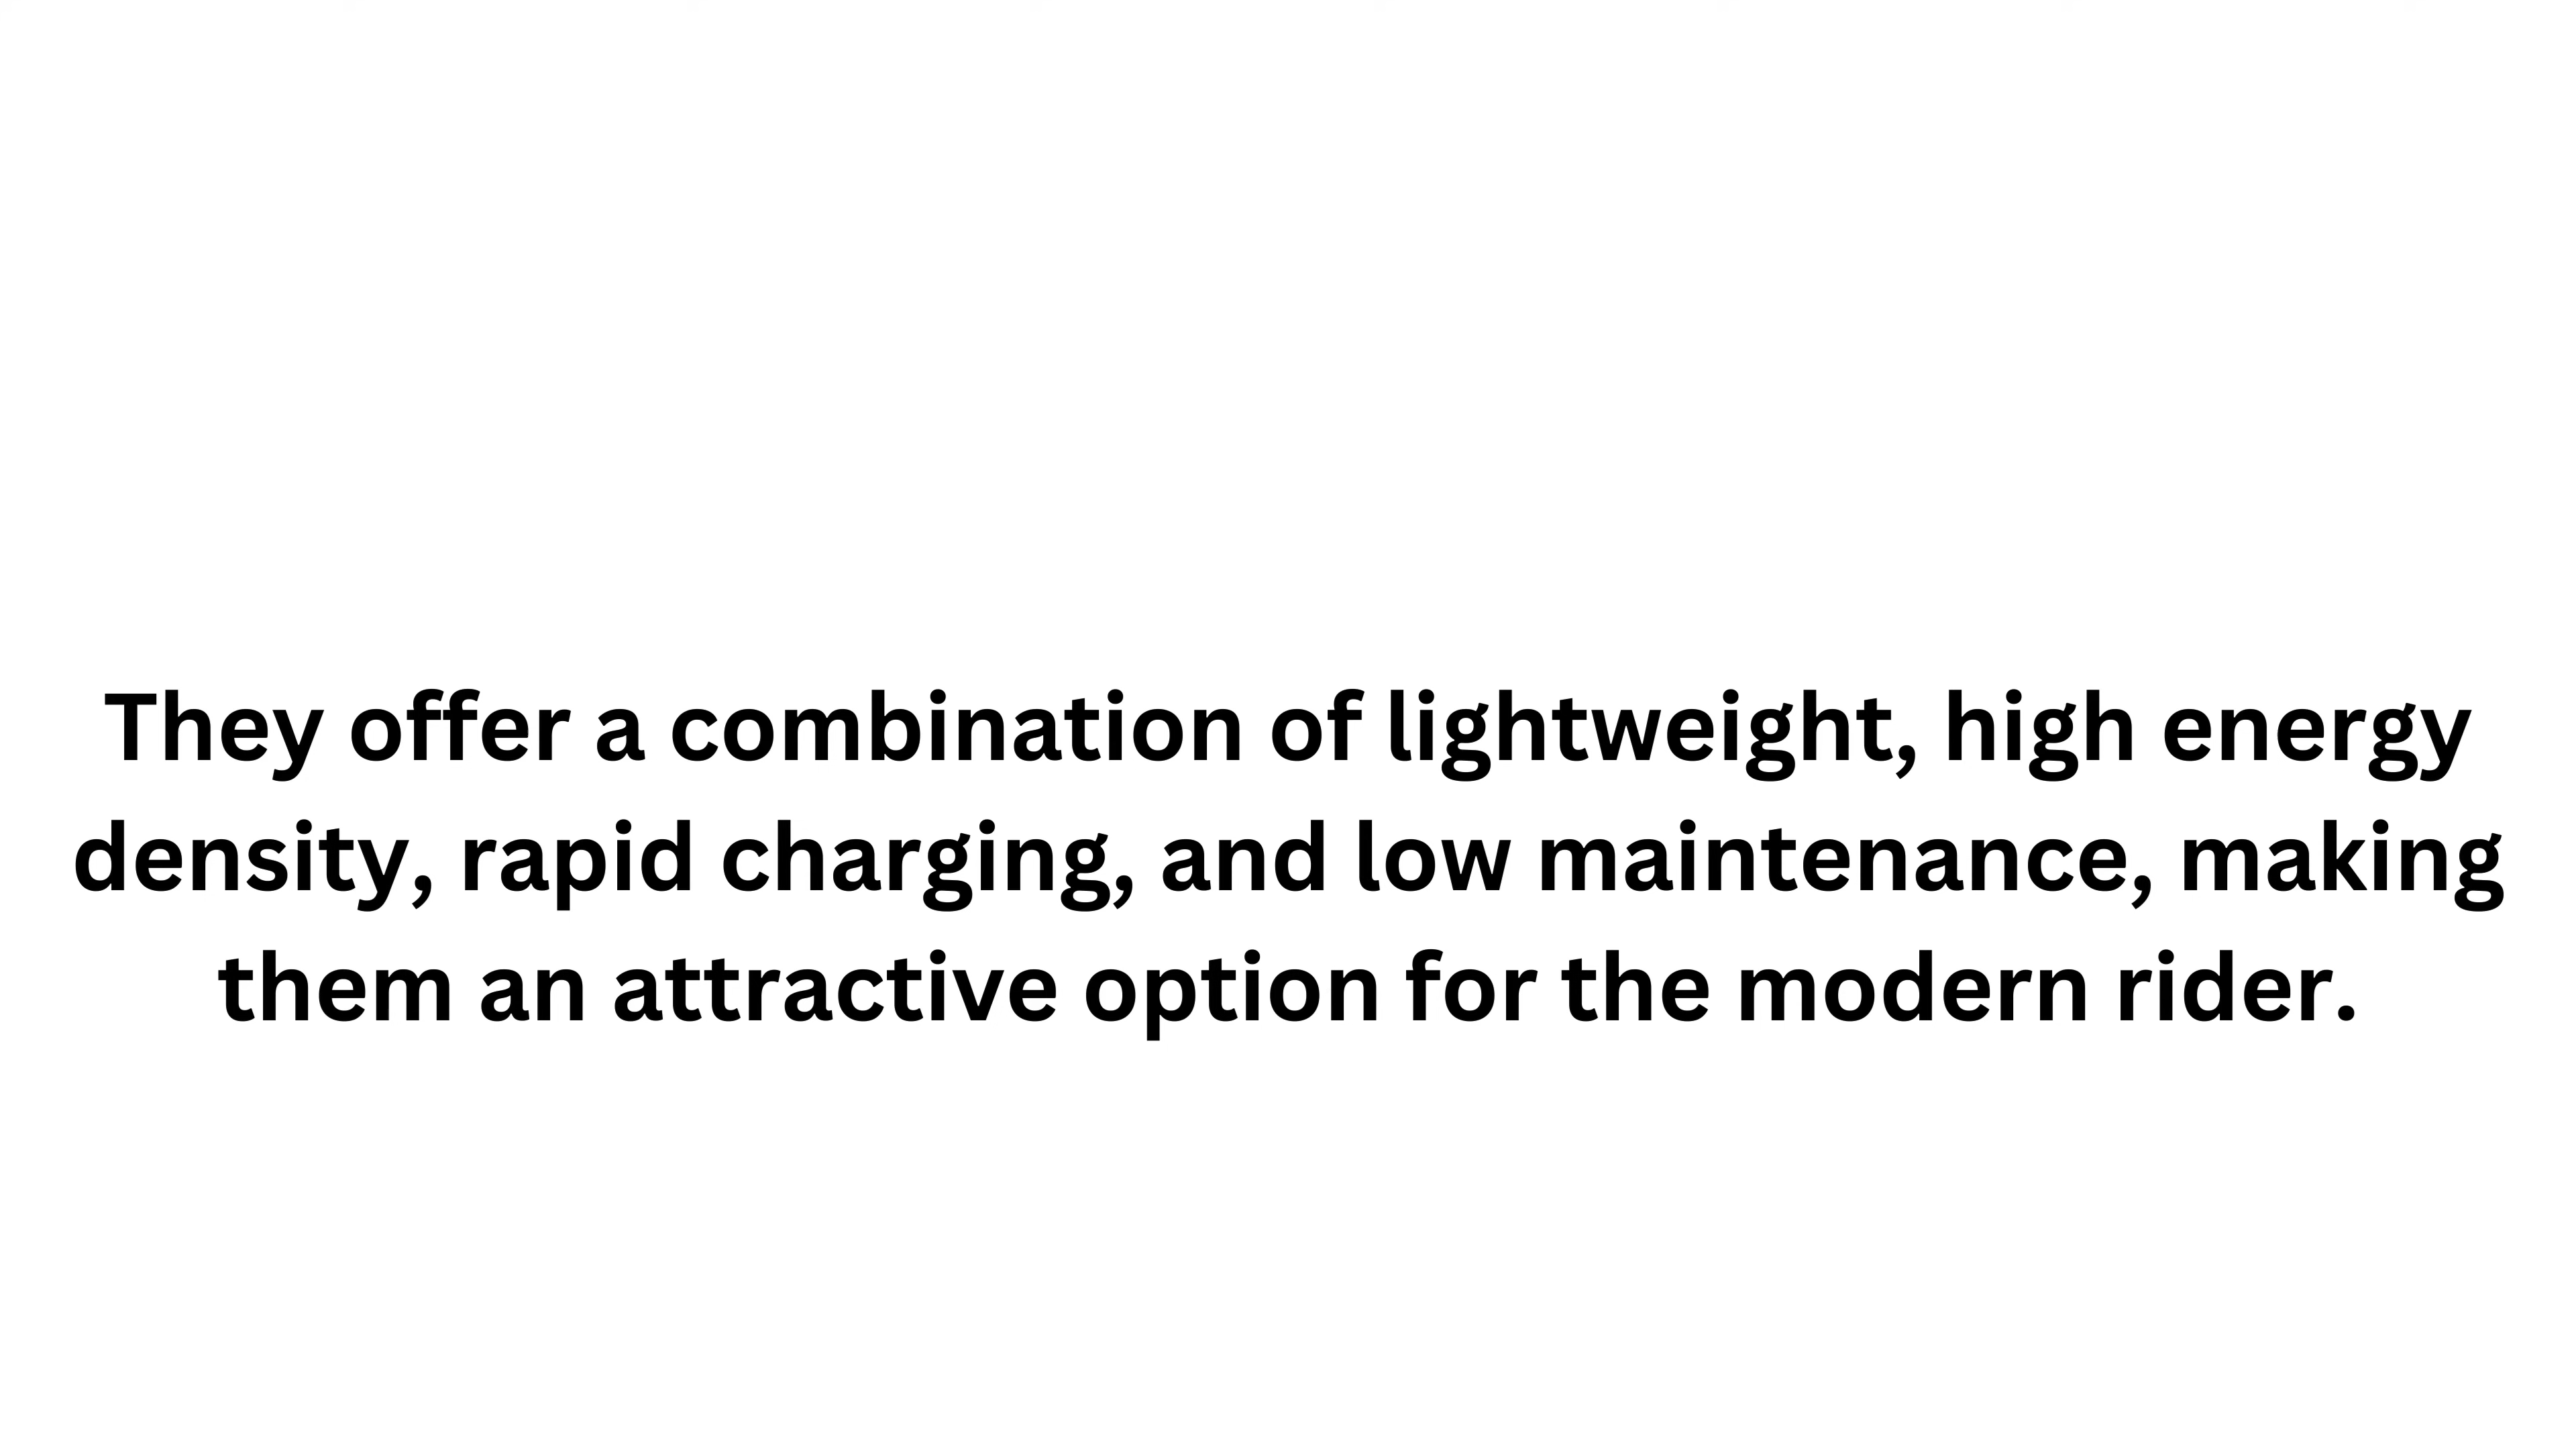 They offer a combination of lightweight, high energy
density, rapid charging, and low maintenance, making
them an attractive option for the modern rider.